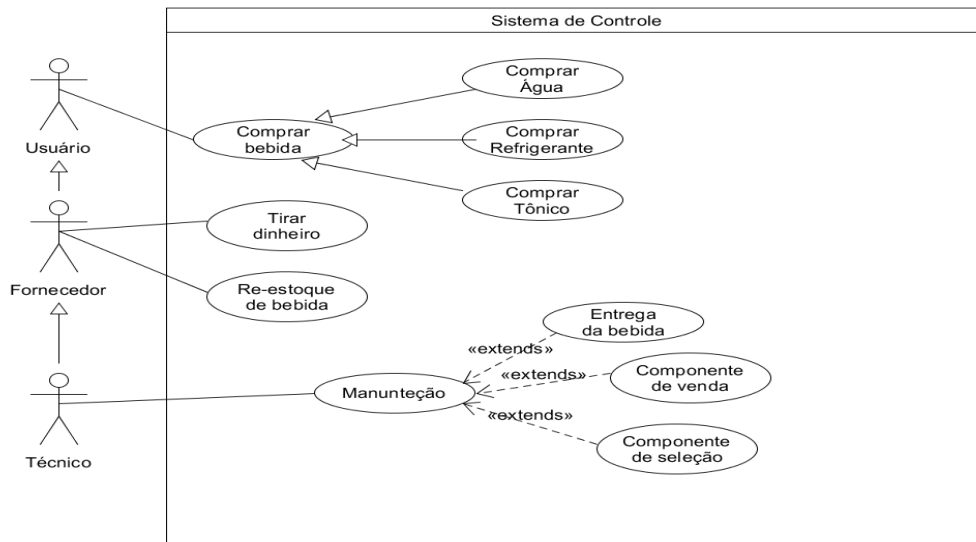 Sistema de Controle
Usuário
Comprar
bebida
Comprar
Água
Comprar
Refrigerante
Comprar
Tônico
Fornecedor
Tirar
dinheiro
Re-estoque
de bebida
Técnico
Manunteção
«extends»
«extends»
«extends»
Entrega
da bebida
Componente
de venda
Componente
de seleção